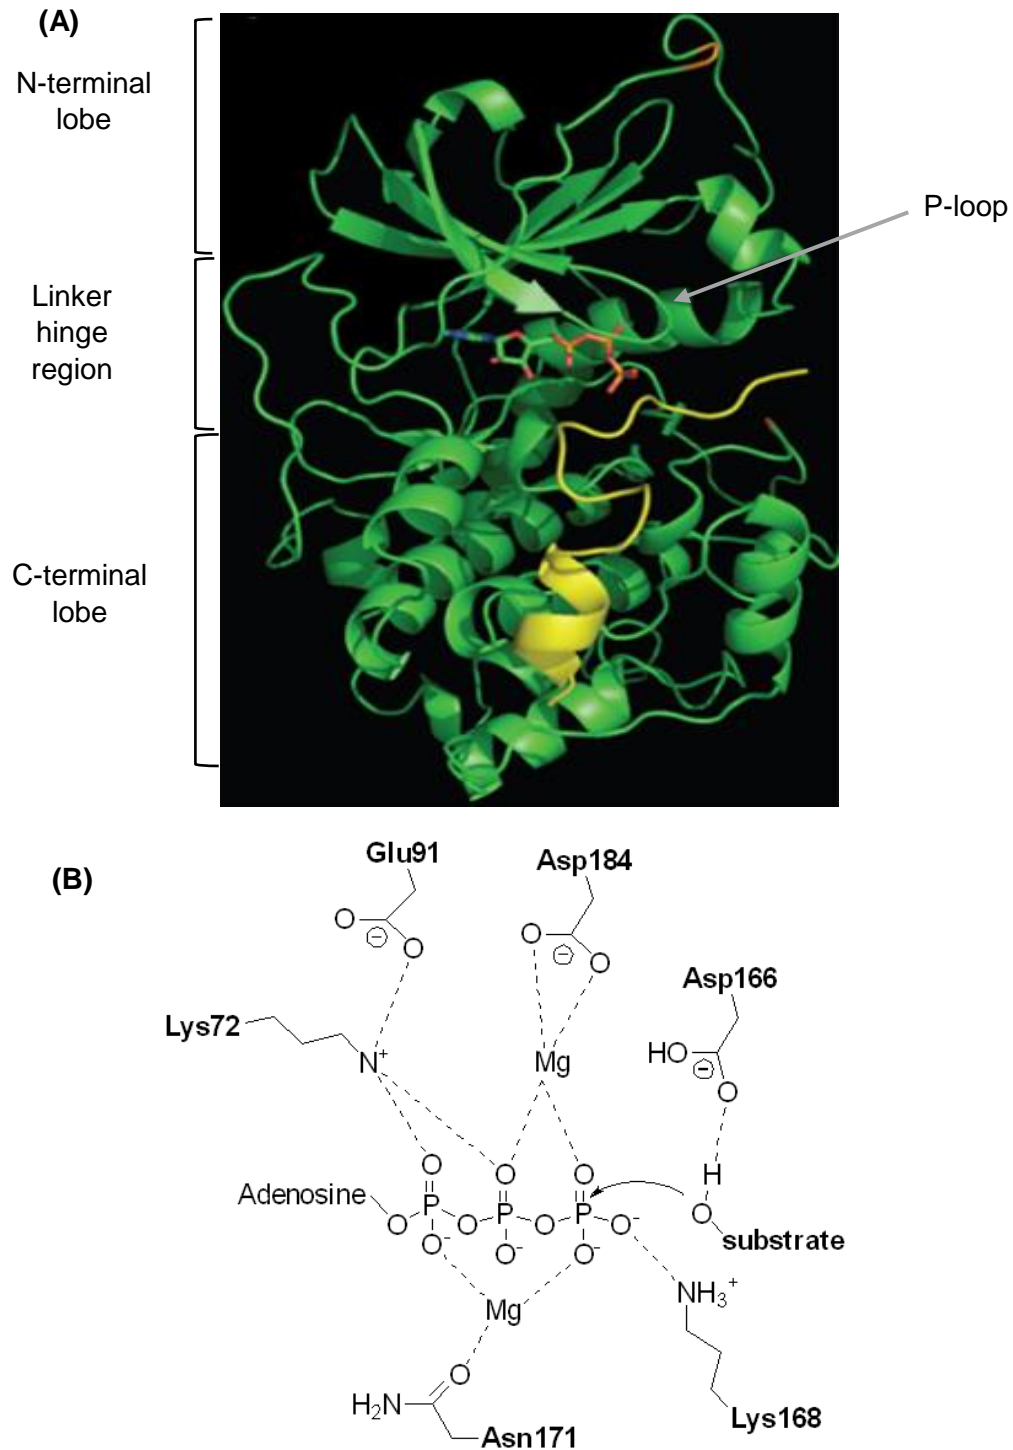 (A)
N-terminal
lobe
P-loop
Linker
hinge
region
C-terminal
lobe
(B)
Glu91
Asp184
O
⊖
O
O
⊖
O
Asp166
Lys72
N⁺
Mg
HO
⊖
O
O
O
O
H
Adenosine
O
P
O
P
O
P
O⁻
O
O⁻
O⁻
O⁻
substrate
Mg
NH₃⁺
O
H₂N
Asn171
Lys168